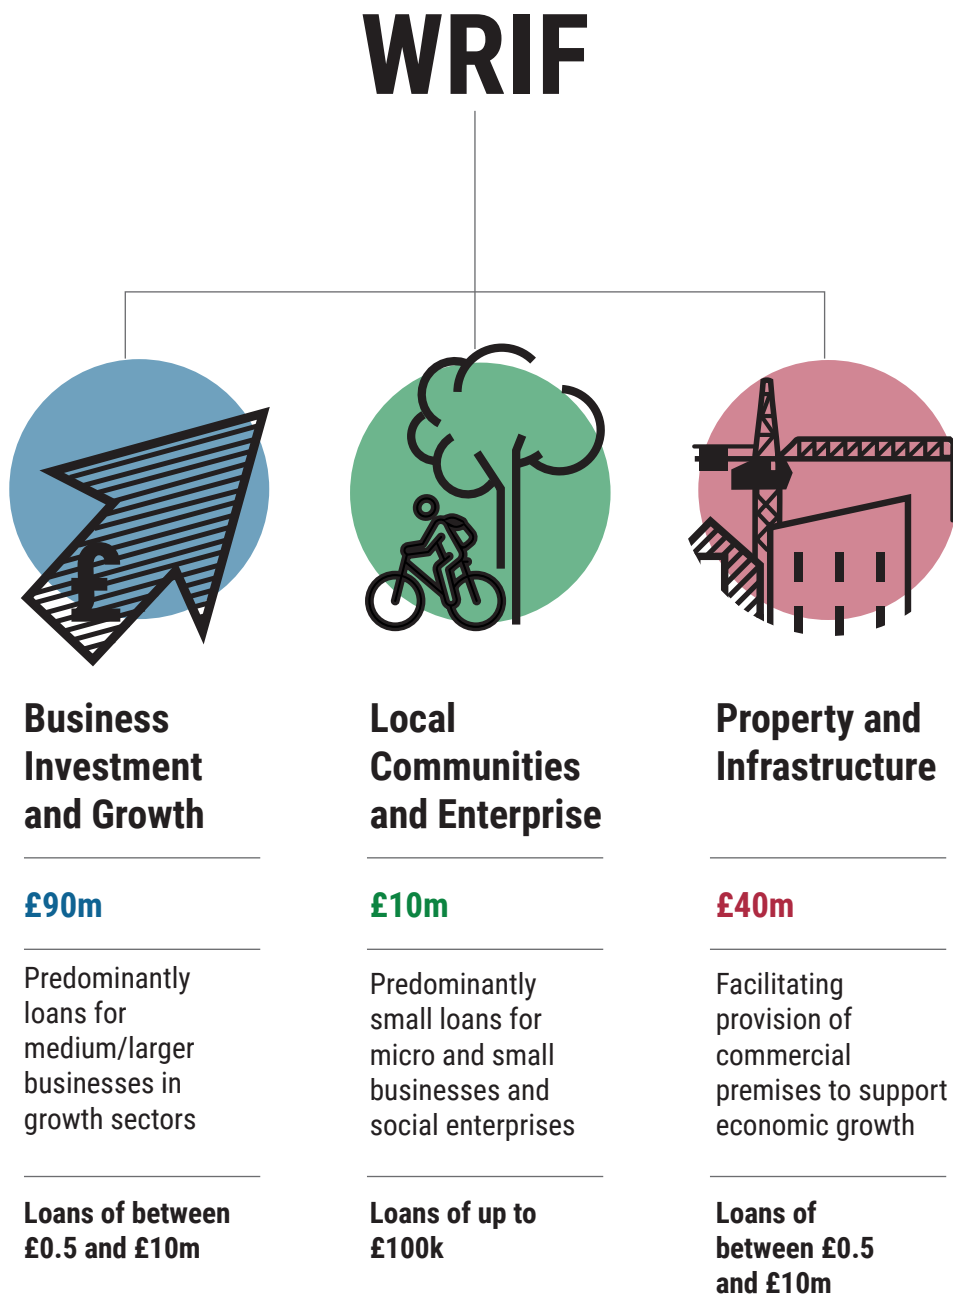 WRIF
£
Business
Investment
and Growth
£90m
Predominantly
loans for
medium/larger
businesses in
growth sectors
Loans of between
£0.5 and £10m
Local
Communities
and Enterprise
£10m
Predominantly
small loans for
micro and small
businesses and
social enterprises
Loans of up to
£100k
Property and
Infrastructure
£40m
Facilitating
provision of
commercial
premises to support
economic growth
Loans of
between £0.5
and £10m